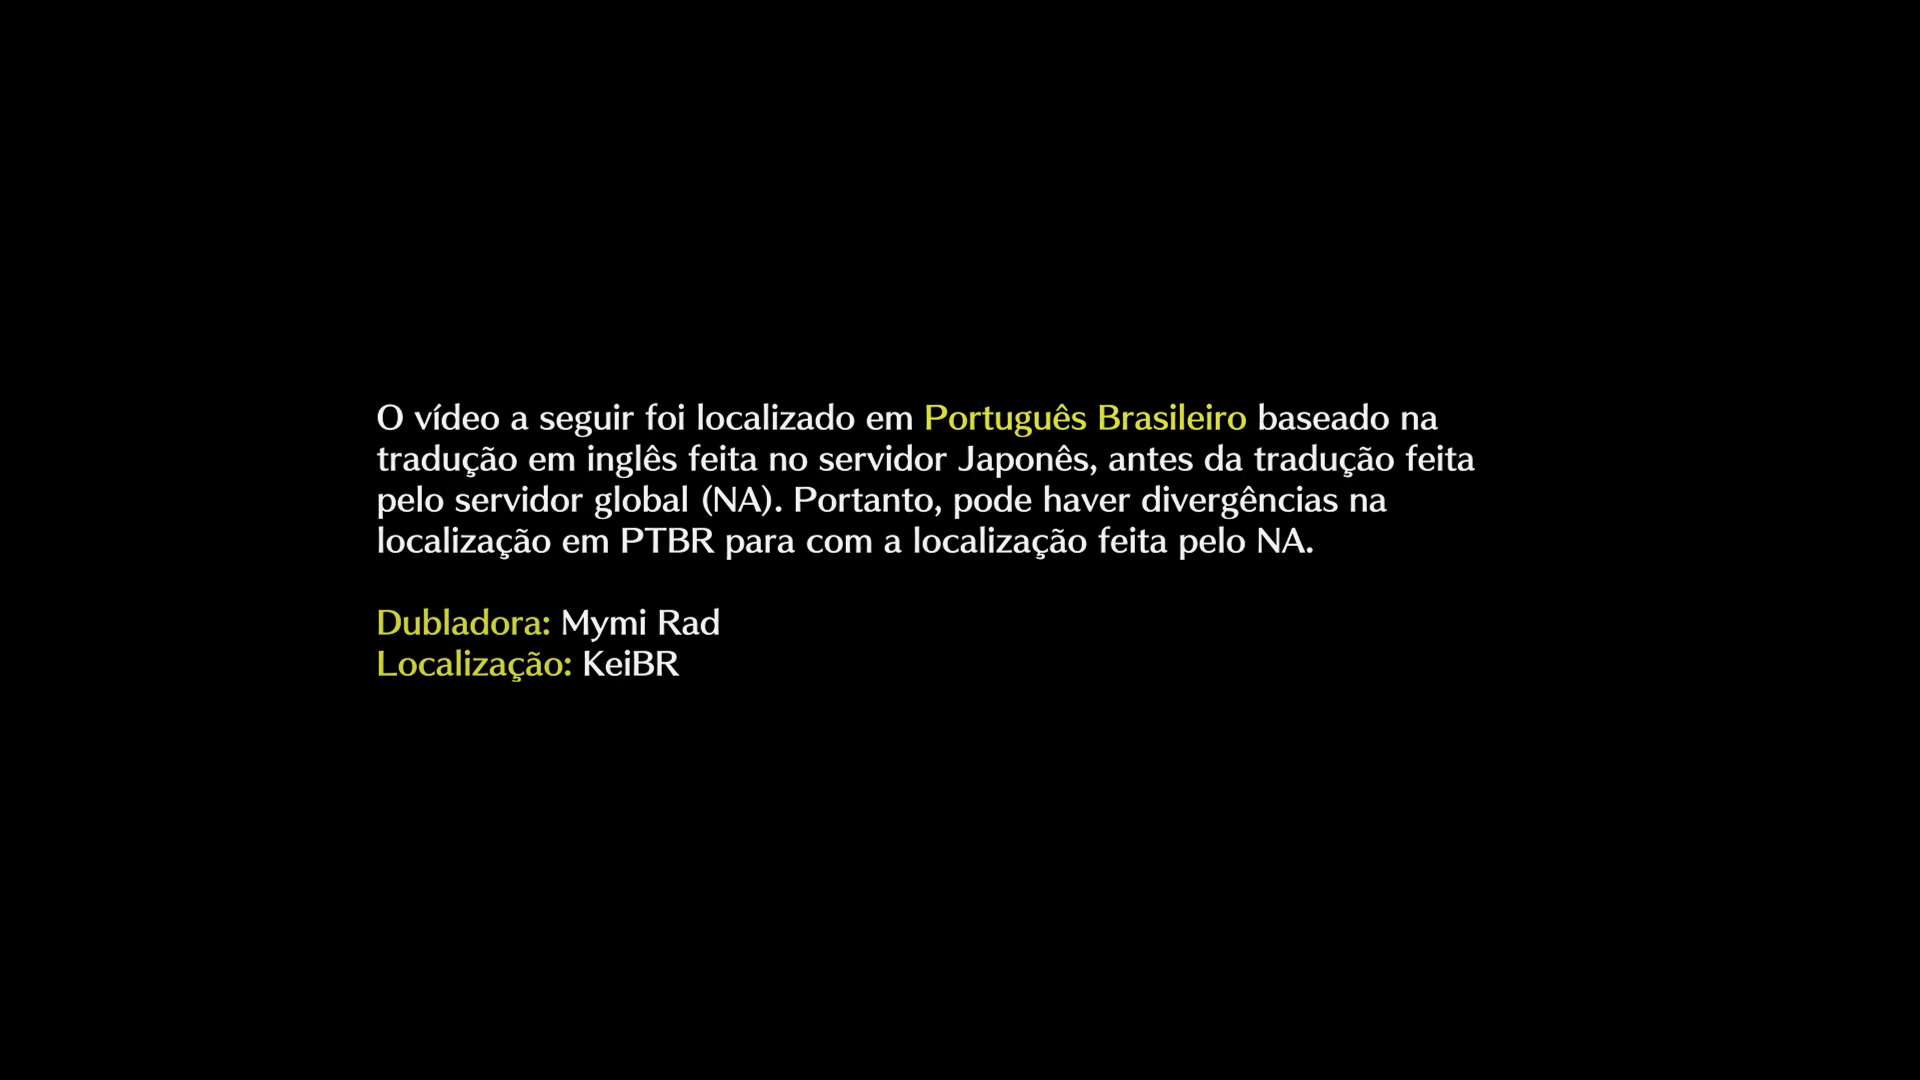 O vídeo a seguir foi localizado em Português Brasileiro baseado na
tradução em inglês feita no servidor Japonês, antes da tradução feita
pelo servidor global (NA). Portanto, pode haver divergências na
localização em PTBR para com a localização feita pelo NA.
Dubladora: Mymi Rad
Localização: KeiBR